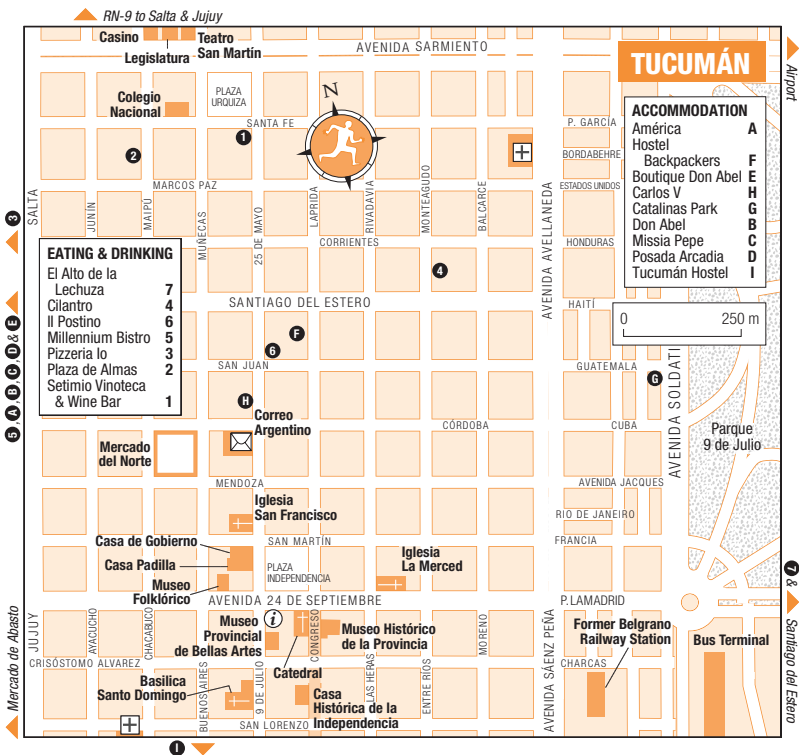 RN-9 to Salta & Jujuy
Casino
Teatro
San Martín
Legislatura
AVENIDA SARMIENTO
TUCUMÁN
Airport
Colegio
Nacional
PLAZA
URQUIZA
N
SANTA FE
1
2
P. GARCÍA
BORDABEHRE
ESTADOS UNIDOS
ACCOMMODATION
América A
Hostel
Backpackers F
Boutique Don Abel E
Carlos V H
Catalinas Park G
Don Abel B
Missia Pepe C
Posada Arcadia D
Tucumán Hostel I
MARCOS PAZ
SALTA
JUNÍN
MAIPÚ
MUÑECAS
25 DE MAYO
LAPRIDA
RIVADAVIA
MONTEAGUDO
BALCARCE
AVENIDA AVELLANEDA
3
CORRIENTES
HONDURAS
4
EATING & DRINKING
El Alto de la
Lechuza 7
Cilantro 4
Il Postino 6
Millennium Bistro 5
Pizzeria Io 3
Plaza de Almas 2
Setimio Vinoteca
& Wine Bar 1
SANTIAGO DEL ESTERO
HAITÍ
0 250 m
5, A, B, C, D & E
F
6
SAN JUAN
GUATEMALA
G
AVENIDA SOLDATI
H
Correo
Argentino
CÓRDOBA
CUBA
Parque
9 de Julio
Mercado
del Norte
MENDOZA
AVENIDA JACQUES
Iglesia
San Francisco
RIO DE JANEIRO
Casa de Gobierno
SAN MARTÍN
FRANCIA
Casa Padilla
PLAZA
INDEPENDENCIA
Iglesia
La Merced
Museo
Folklórico
7 &
Santiago del Estero
AVENIDA 24 DE SEPTIEMBRE
P.LAMADRID
Mercado de Abasto
JUJUY
AYACUCHO
CHACABUCO
BUENOS AIRES
9 DE JULIO
CONGRESO
LAS HERAS
ENTRE RÍOS
MORENO
AVENIDA SÁENZ PEÑA
i
Museo
Provincial
de Bellas Artes
Museo Histórico
de la Provincia
Former Belgrano
Railway Station
Bus Terminal
CRISÓSTOMO ALVAREZ
Catedral
CHARCAS
Basilica
Santo Domingo
Casa
Histórica de la
Independencia
SAN LORENZO
I